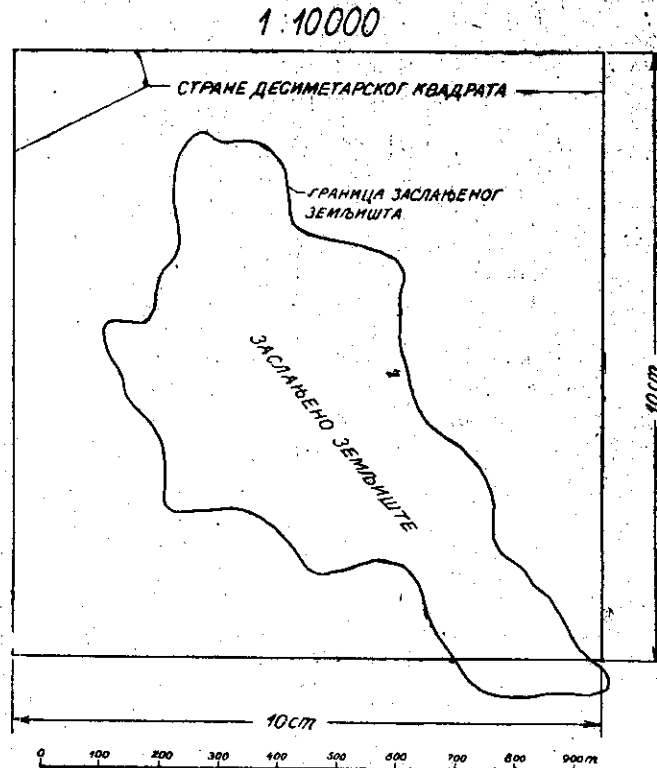 1:10000
СТРАНЕ ДЕСИМЕТАРСКОГ КВАДРАТА
ГРАНИЦА ЗАСЛАЊЕНОГ
ЗЕМЉИШТА
ЗАСЛАЊЕНО ЗЕМЉИШТЕ
10cm
10cm
0 100 200 300 400 500 600 700 800 900m